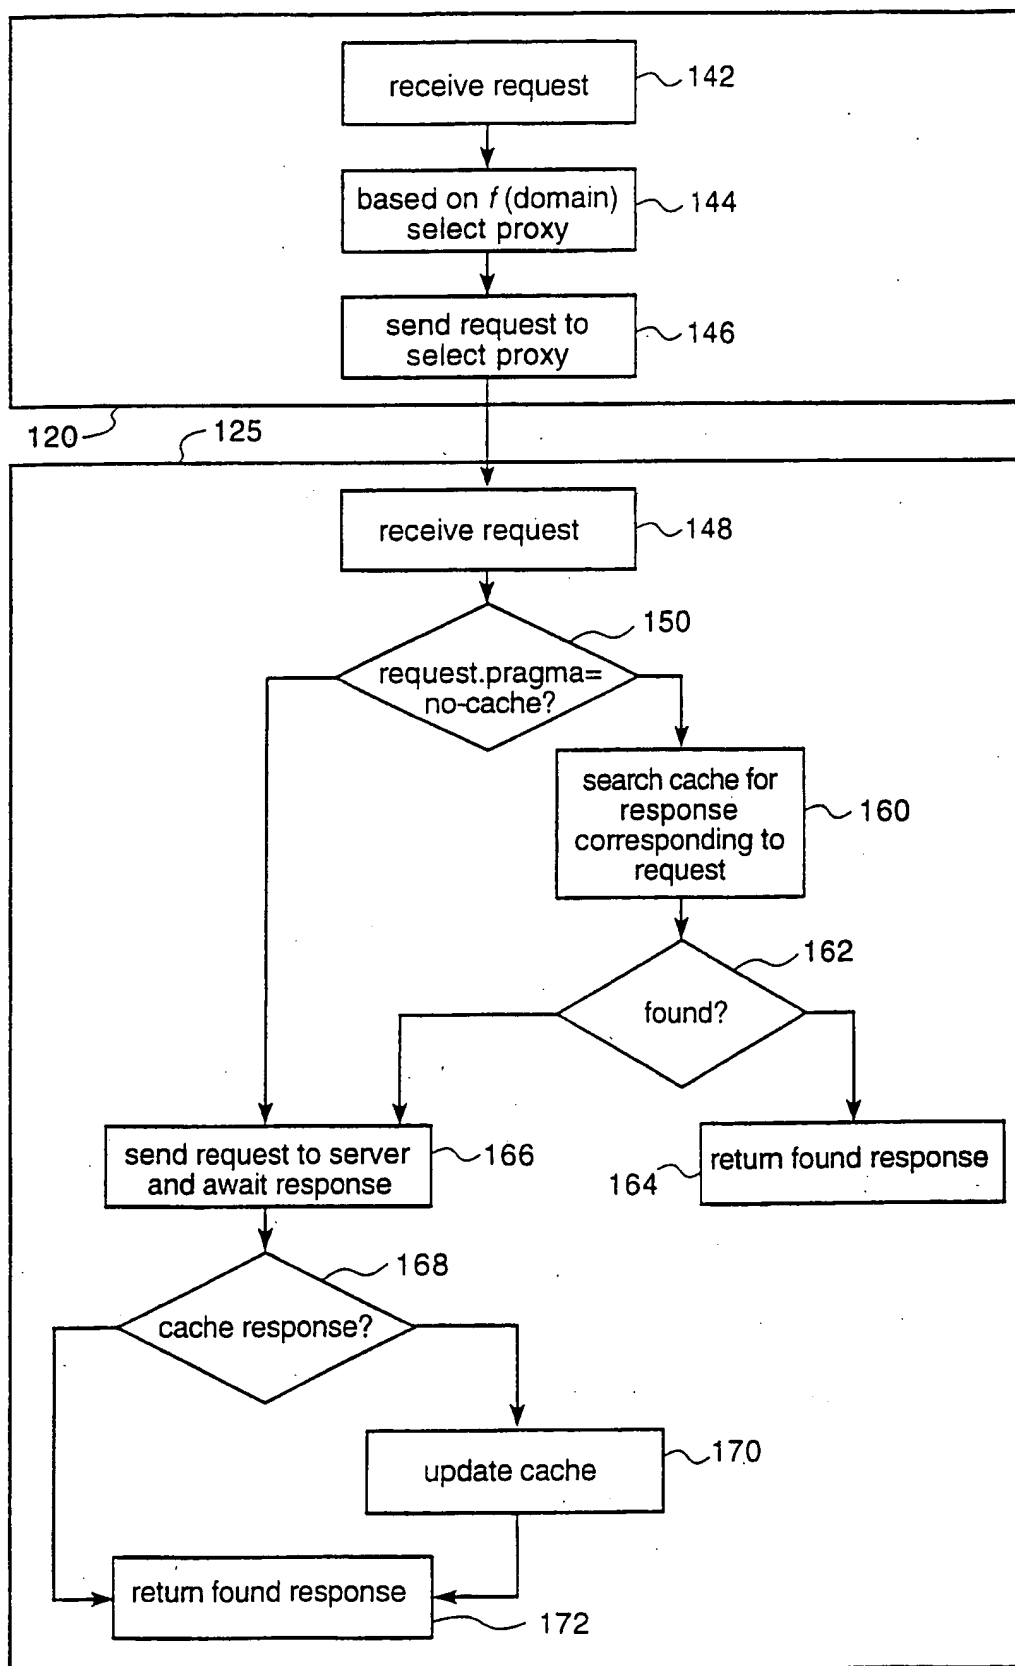 receive request
142
based on f (domain)
select proxy
144
send request to
select proxy
146
120
125
receive request
148
150
request.pragma=
no-cache?
search cache for
response
corresponding to
request
160
162
found?
send request to server
and await response
166
164
return found response
168
cache response?
update cache
170
return found response
172